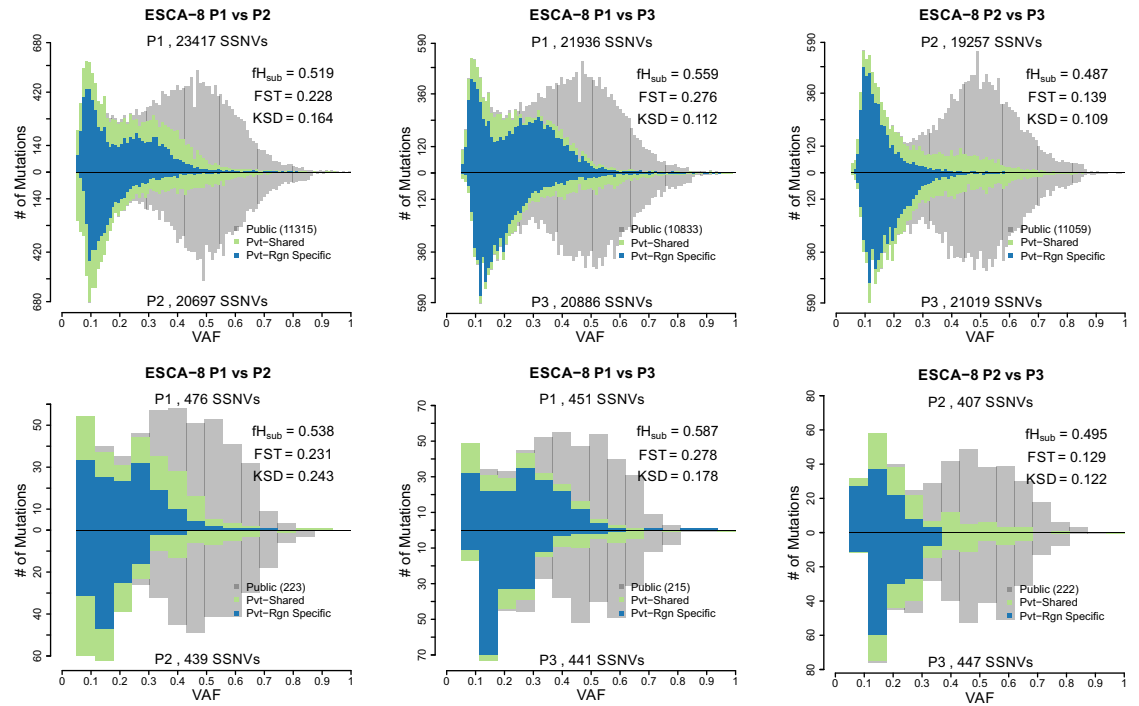 ESCA−8 P1 vs P2
P1 , 23417 SSNVs
fHsub = 0.519
FST = 0.228
KSD = 0.164
# of Mutations
680
420
140
0
140
420
680
Public (11315)
Pvt−Shared
Pvt−Rgn Specific
P2 , 20697 SSNVs
0 0.1 0.2 0.3 0.4 0.5 0.6 0.7 0.8 0.9 1
VAF
ESCA−8 P1 vs P3
P1 , 21936 SSNVs
fHsub = 0.559
FST = 0.276
KSD = 0.112
# of Mutations
590
360
120
0
120
360
590
Public (10833)
Pvt−Shared
Pvt−Rgn Specific
P3 , 20886 SSNVs
0 0.1 0.2 0.3 0.4 0.5 0.6 0.7 0.8 0.9 1
VAF
ESCA−8 P2 vs P3
P2 , 19257 SSNVs
fHsub = 0.487
FST = 0.139
KSD = 0.109
# of Mutations
590
360
120
0
120
360
590
Public (11059)
Pvt−Shared
Pvt−Rgn Specific
P3 , 21019 SSNVs
0 0.1 0.2 0.3 0.4 0.5 0.6 0.7 0.8 0.9 1
VAF
ESCA−8 P1 vs P2
P1 , 476 SSNVs
fHsub = 0.538
FST = 0.231
KSD = 0.243
# of Mutations
50
30
10
0
10
30
60
Public (223)
Pvt−Shared
Pvt−Rgn Specific
P2 , 439 SSNVs
0 0.1 0.2 0.3 0.4 0.5 0.6 0.7 0.8 0.9 1
VAF
ESCA−8 P1 vs P3
P1 , 451 SSNVs
fHsub = 0.587
FST = 0.278
KSD = 0.178
# of Mutations
70
50
30
10
0
10
30
50
70
Public (215)
Pvt−Shared
Pvt−Rgn Specific
P3 , 441 SSNVs
0 0.1 0.2 0.3 0.4 0.5 0.6 0.7 0.8 0.9 1
VAF
ESCA−8 P2 vs P3
P2 , 407 SSNVs
fHsub = 0.495
FST = 0.129
KSD = 0.122
# of Mutations
80
60
40
20
0
20
40
60
80
Public (222)
Pvt−Shared
Pvt−Rgn Specific
P3 , 447 SSNVs
0 0.1 0.2 0.3 0.4 0.5 0.6 0.7 0.8 0.9 1
VAF